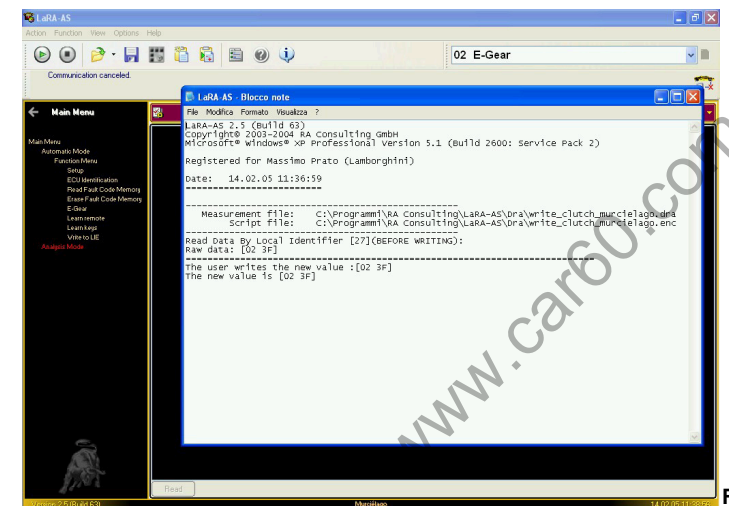 LaRA-AS
Action Function View Options Help
02 E-Gear
Communication canceled.
Main Menu
Main Menu
Automatic Mode
Function Menu
Setup
ECU Identification
Read Fault Code Memory
Erase Fault Code Memory
E-Gear
Learn remote
Learn keys
Write to LIE
Analysis Mode
LaRA-AS - Blocco note
File Modifica Formato Visualizza ?
LaRA-AS 2.5 (Build 63)
Copyright© 2003-2004 RA Consulting GmbH
Microsoft® Windows® XP Professional Version 5.1 (Build 2600: Service Pack 2)
Registered for Massimo Prato (Lamborghini)
Date: 14.02.05 11:36:59
-------------------------
--------------------------------------------------
Measurement file: C:\Programmi\RA Consulting\LaRA-AS\Dra\write_clutch_murcielago.dra
Script file: C:\Programmi\RA Consulting\LaRA-AS\Dra\write_clutch_murcielago.enc
--------------------------------------------------
Read Data By Local Identifier [27](BEFORE WRITING):
Raw data: [02 3F]
---------------------------------------------------------------------------
The user writes the new value :[02 3F]
The new value is [02 3F]
www.car60.com
Read
Version 2.5 (Build 63) Murciélago
F